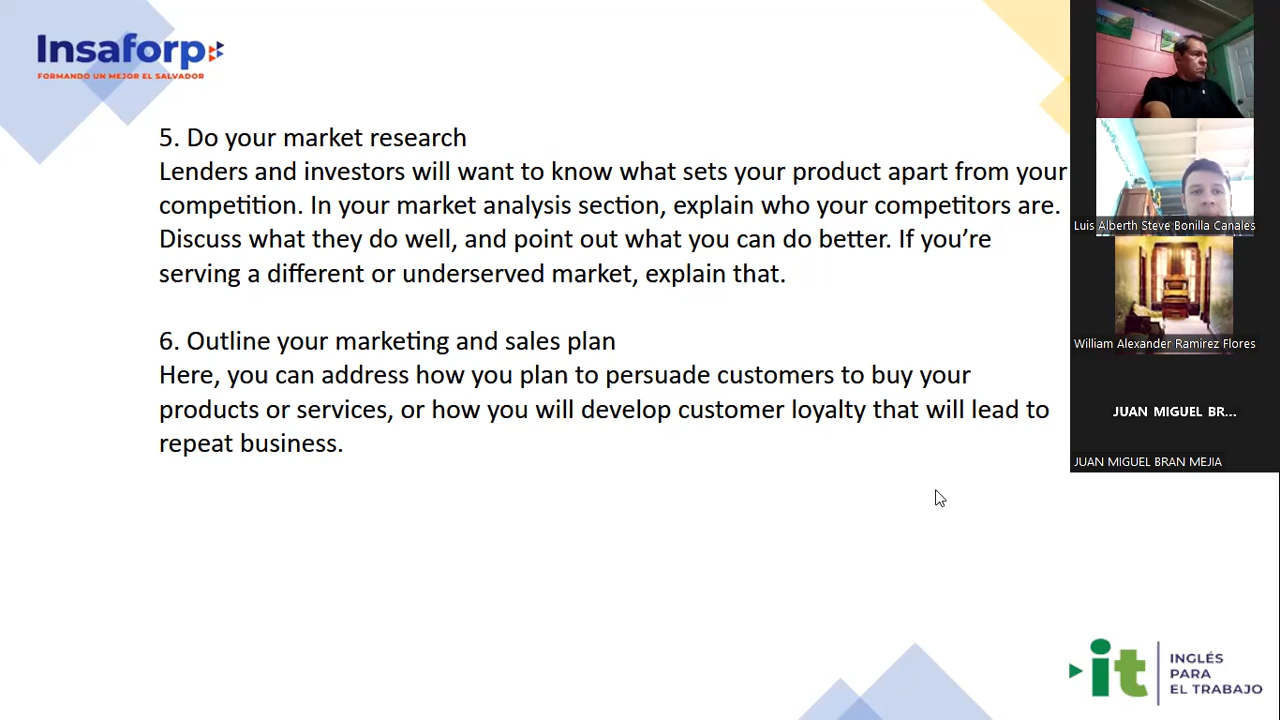 Insaforp
FORMANDO UN MEJOR EL SALVADOR
5. Do your market research
Lenders and investors will want to know what sets your product apart from your
competition. In your market analysis section, explain who your competitors are.
Discuss what they do well, and point out what you can do better. If you’re
serving a different or underserved market, explain that.
6. Outline your marketing and sales plan
Here, you can address how you plan to persuade customers to buy your
products or services, or how you will develop customer loyalty that will lead to
repeat business.
Luis Alberth Steve Bonilla Canales
William Alexander Ramirez Flores
JUAN MIGUEL BR...
JUAN MIGUEL BRAN MEJIA
it
INGLÉS
PARA
EL TRABAJO